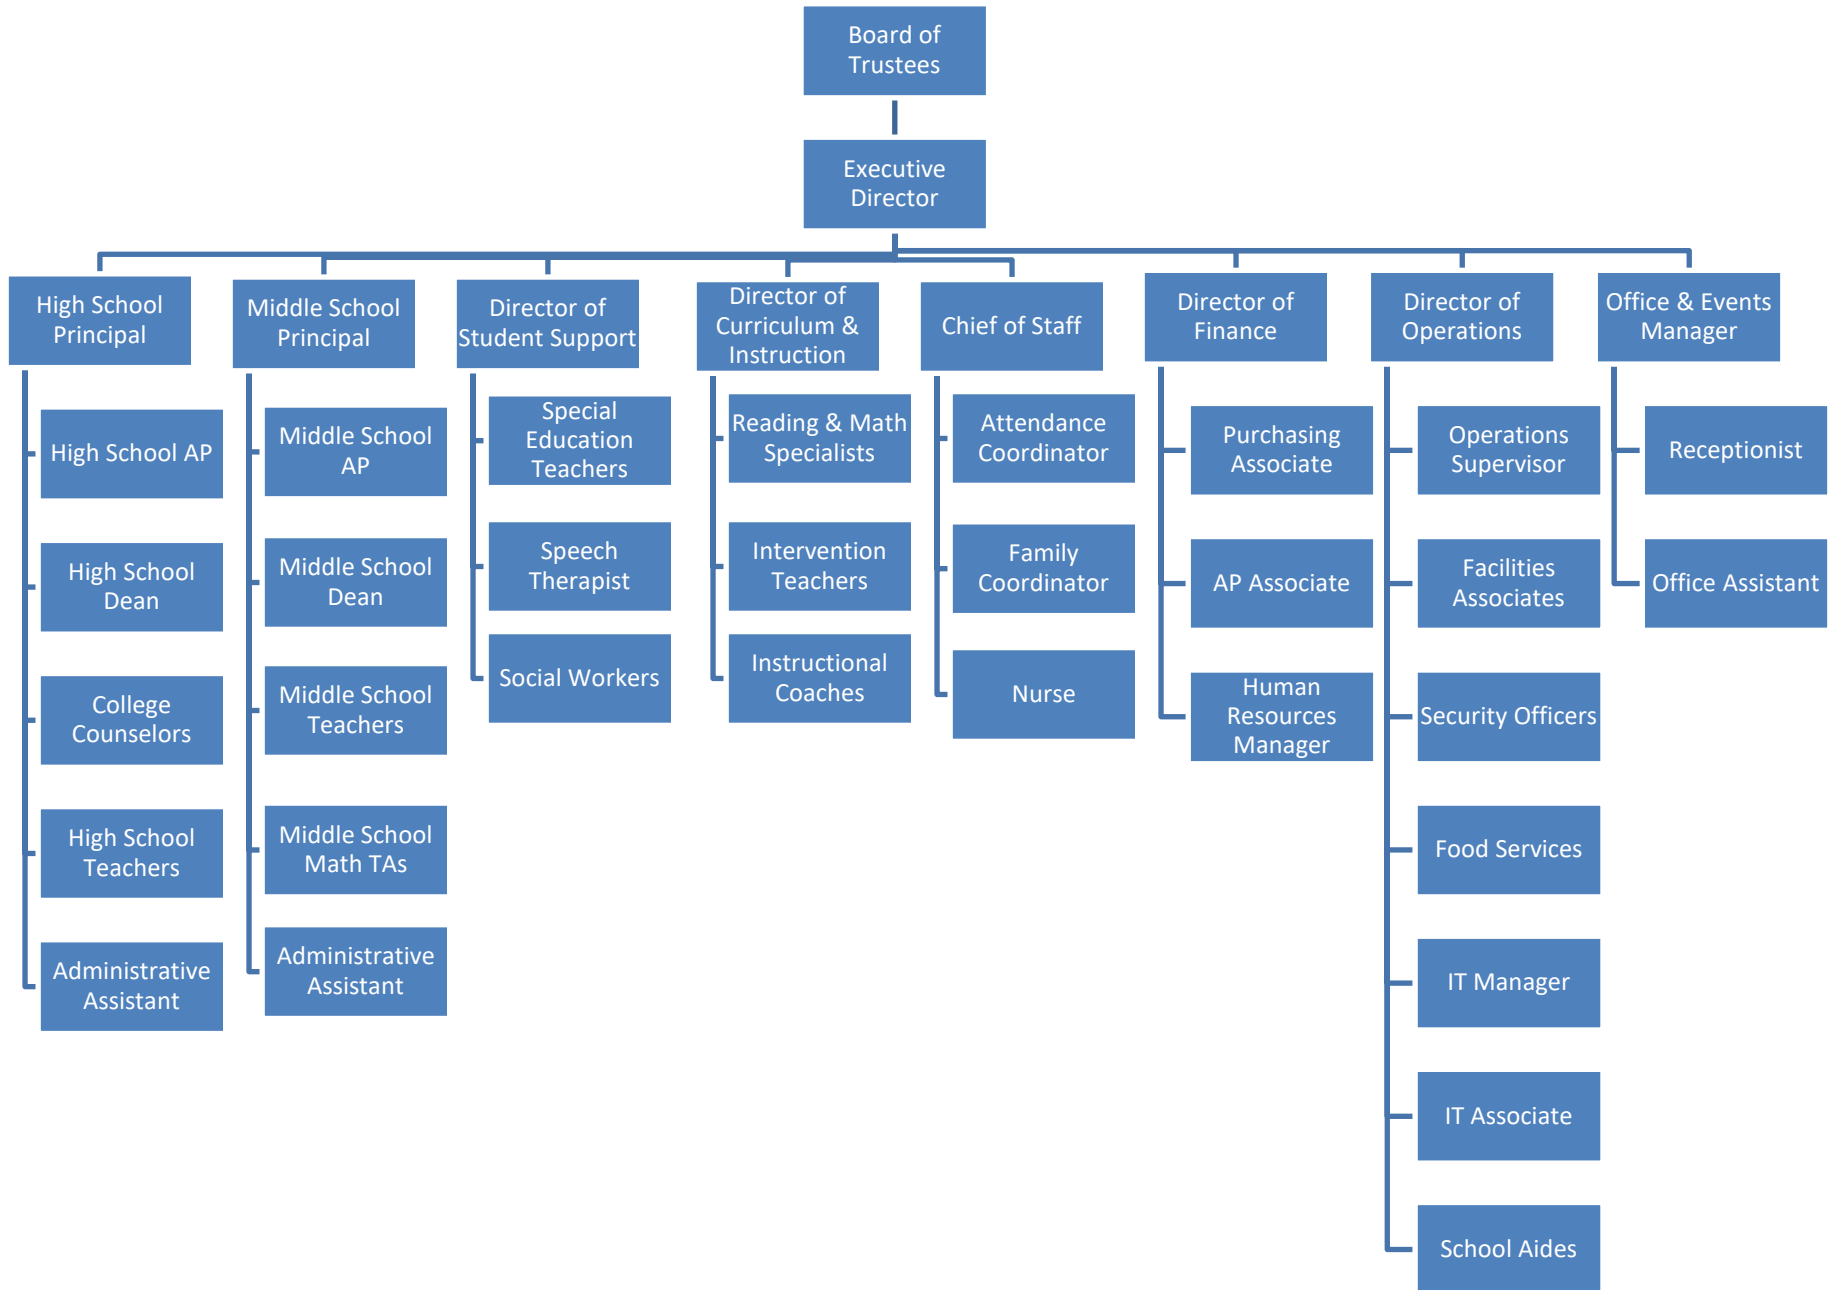 Board of
Trustees
Executive
Director
High School
Principal
High School AP
High School
Dean
College
Counselors
High School
Teachers
Administrative
Assistant
Middle School
Principal
Middle School
AP
Middle School
Dean
Middle School
Teachers
Middle School
Math TAs
Administrative
Assistant
Director of
Student Support
Special
Education
Teachers
Speech
Therapist
Social Workers
Director of
Curriculum &
Instruction
Reading & Math
Specialists
Intervention
Teachers
Instructional
Coaches
Chief of Staff
Attendance
Coordinator
Family
Coordinator
Nurse
Director of
Finance
Purchasing
Associate
AP Associate
Human
Resources
Manager
Director of
Operations
Operations
Supervisor
Facilities
Associates
Security Officers
Food Services
IT Manager
IT Associate
School Aides
Office & Events
Manager
Receptionist
Office Assistant